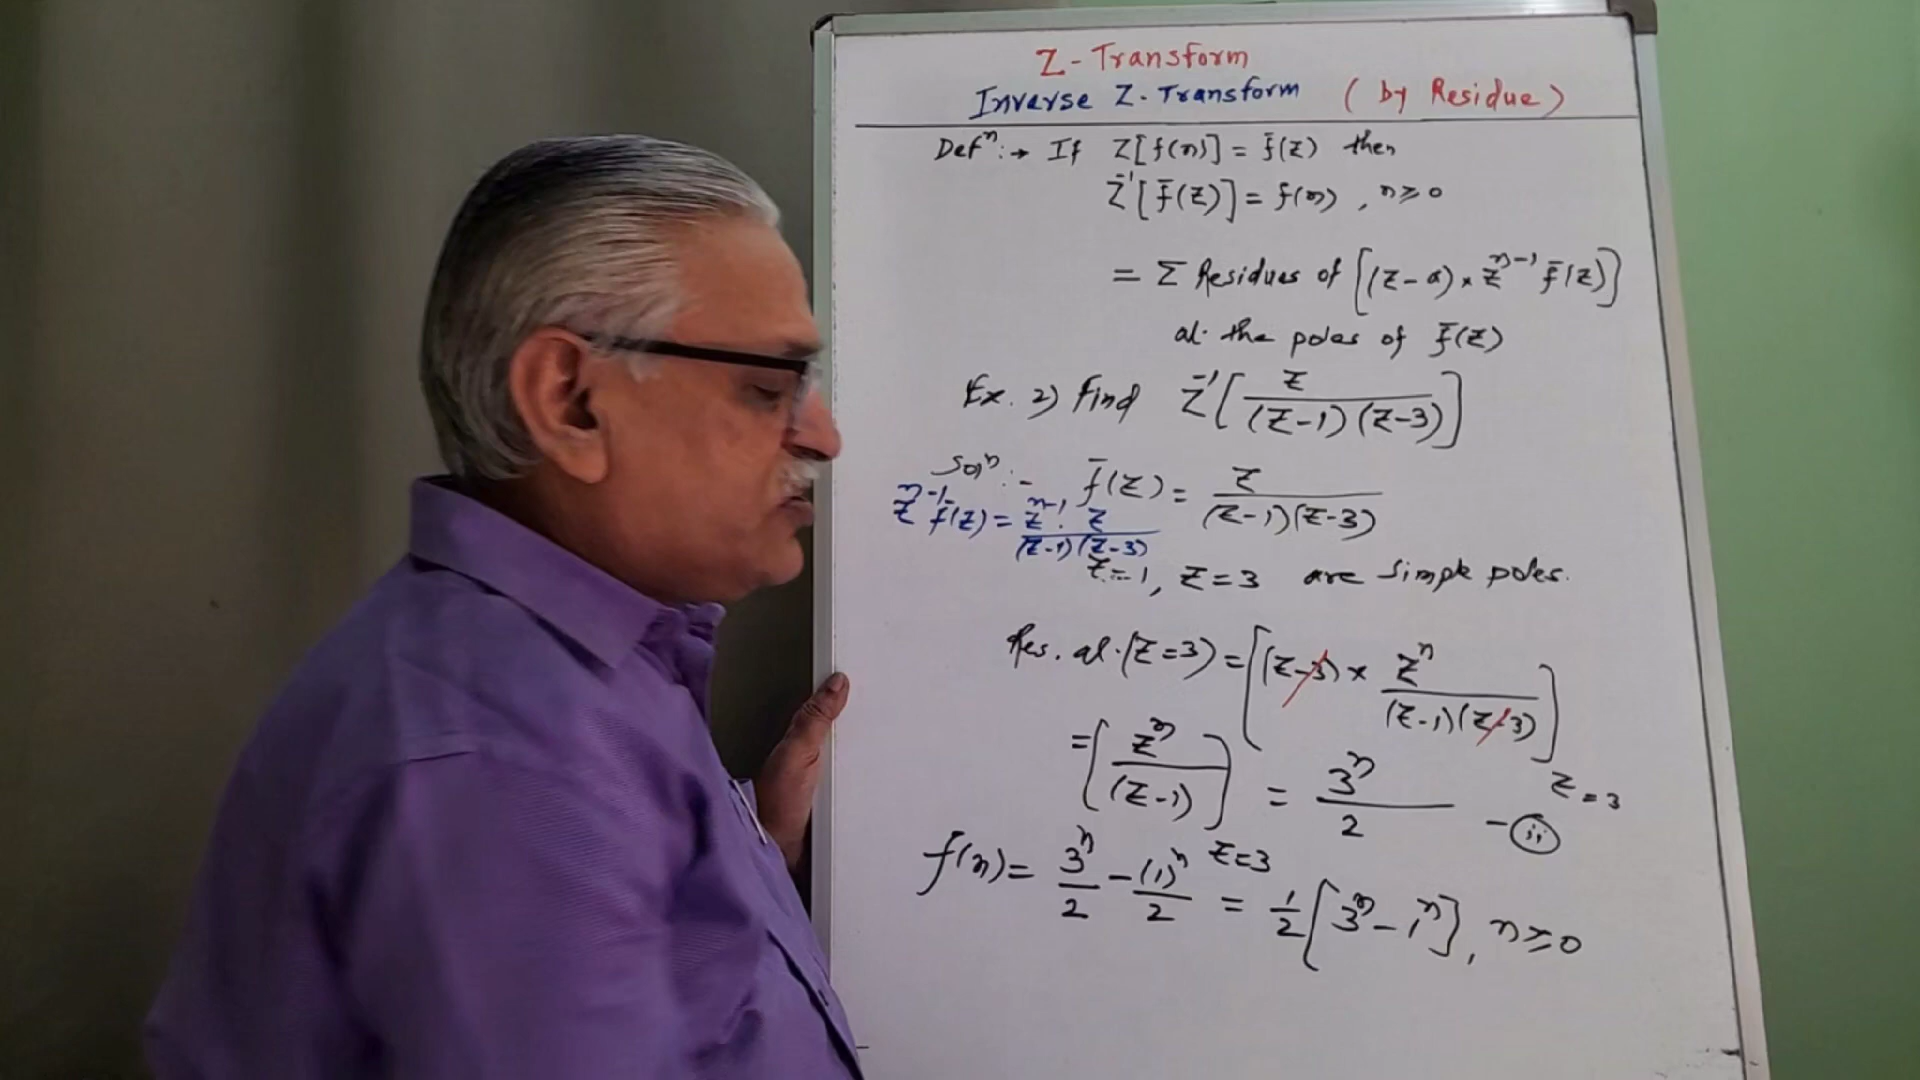 Z-Transform
Inverse Z-Transform (by Residue)
Defⁿ:→ If Z[f(n)] = f̄(z) then
Z⁻¹[f̄(z)] = f(n), n≥0
= Σ Residues of [(z-a) × zⁿ⁻¹ f̄(z)]
at the poles of f̄(z)
Ex. 2) Find Z⁻¹[z/((z-1)(z-3))]
Solⁿ:- f̄(z) = z/((z-1)(z-3))
zⁿ⁻¹ f̄(z) = zⁿ⁻¹·z/((z-1)(z-3))
z=1, z=3 are simple poles.
Res. at (z=3) = [(z-3) × zⁿ/((z-1)(z-3))] z=3
= [zⁿ/(z-1)] z=3 = 3ⁿ/2 - (ii)
f(n) = 3ⁿ/2 - (1)ⁿ/2 = 1/2 [3ⁿ - 1ⁿ], n≥0